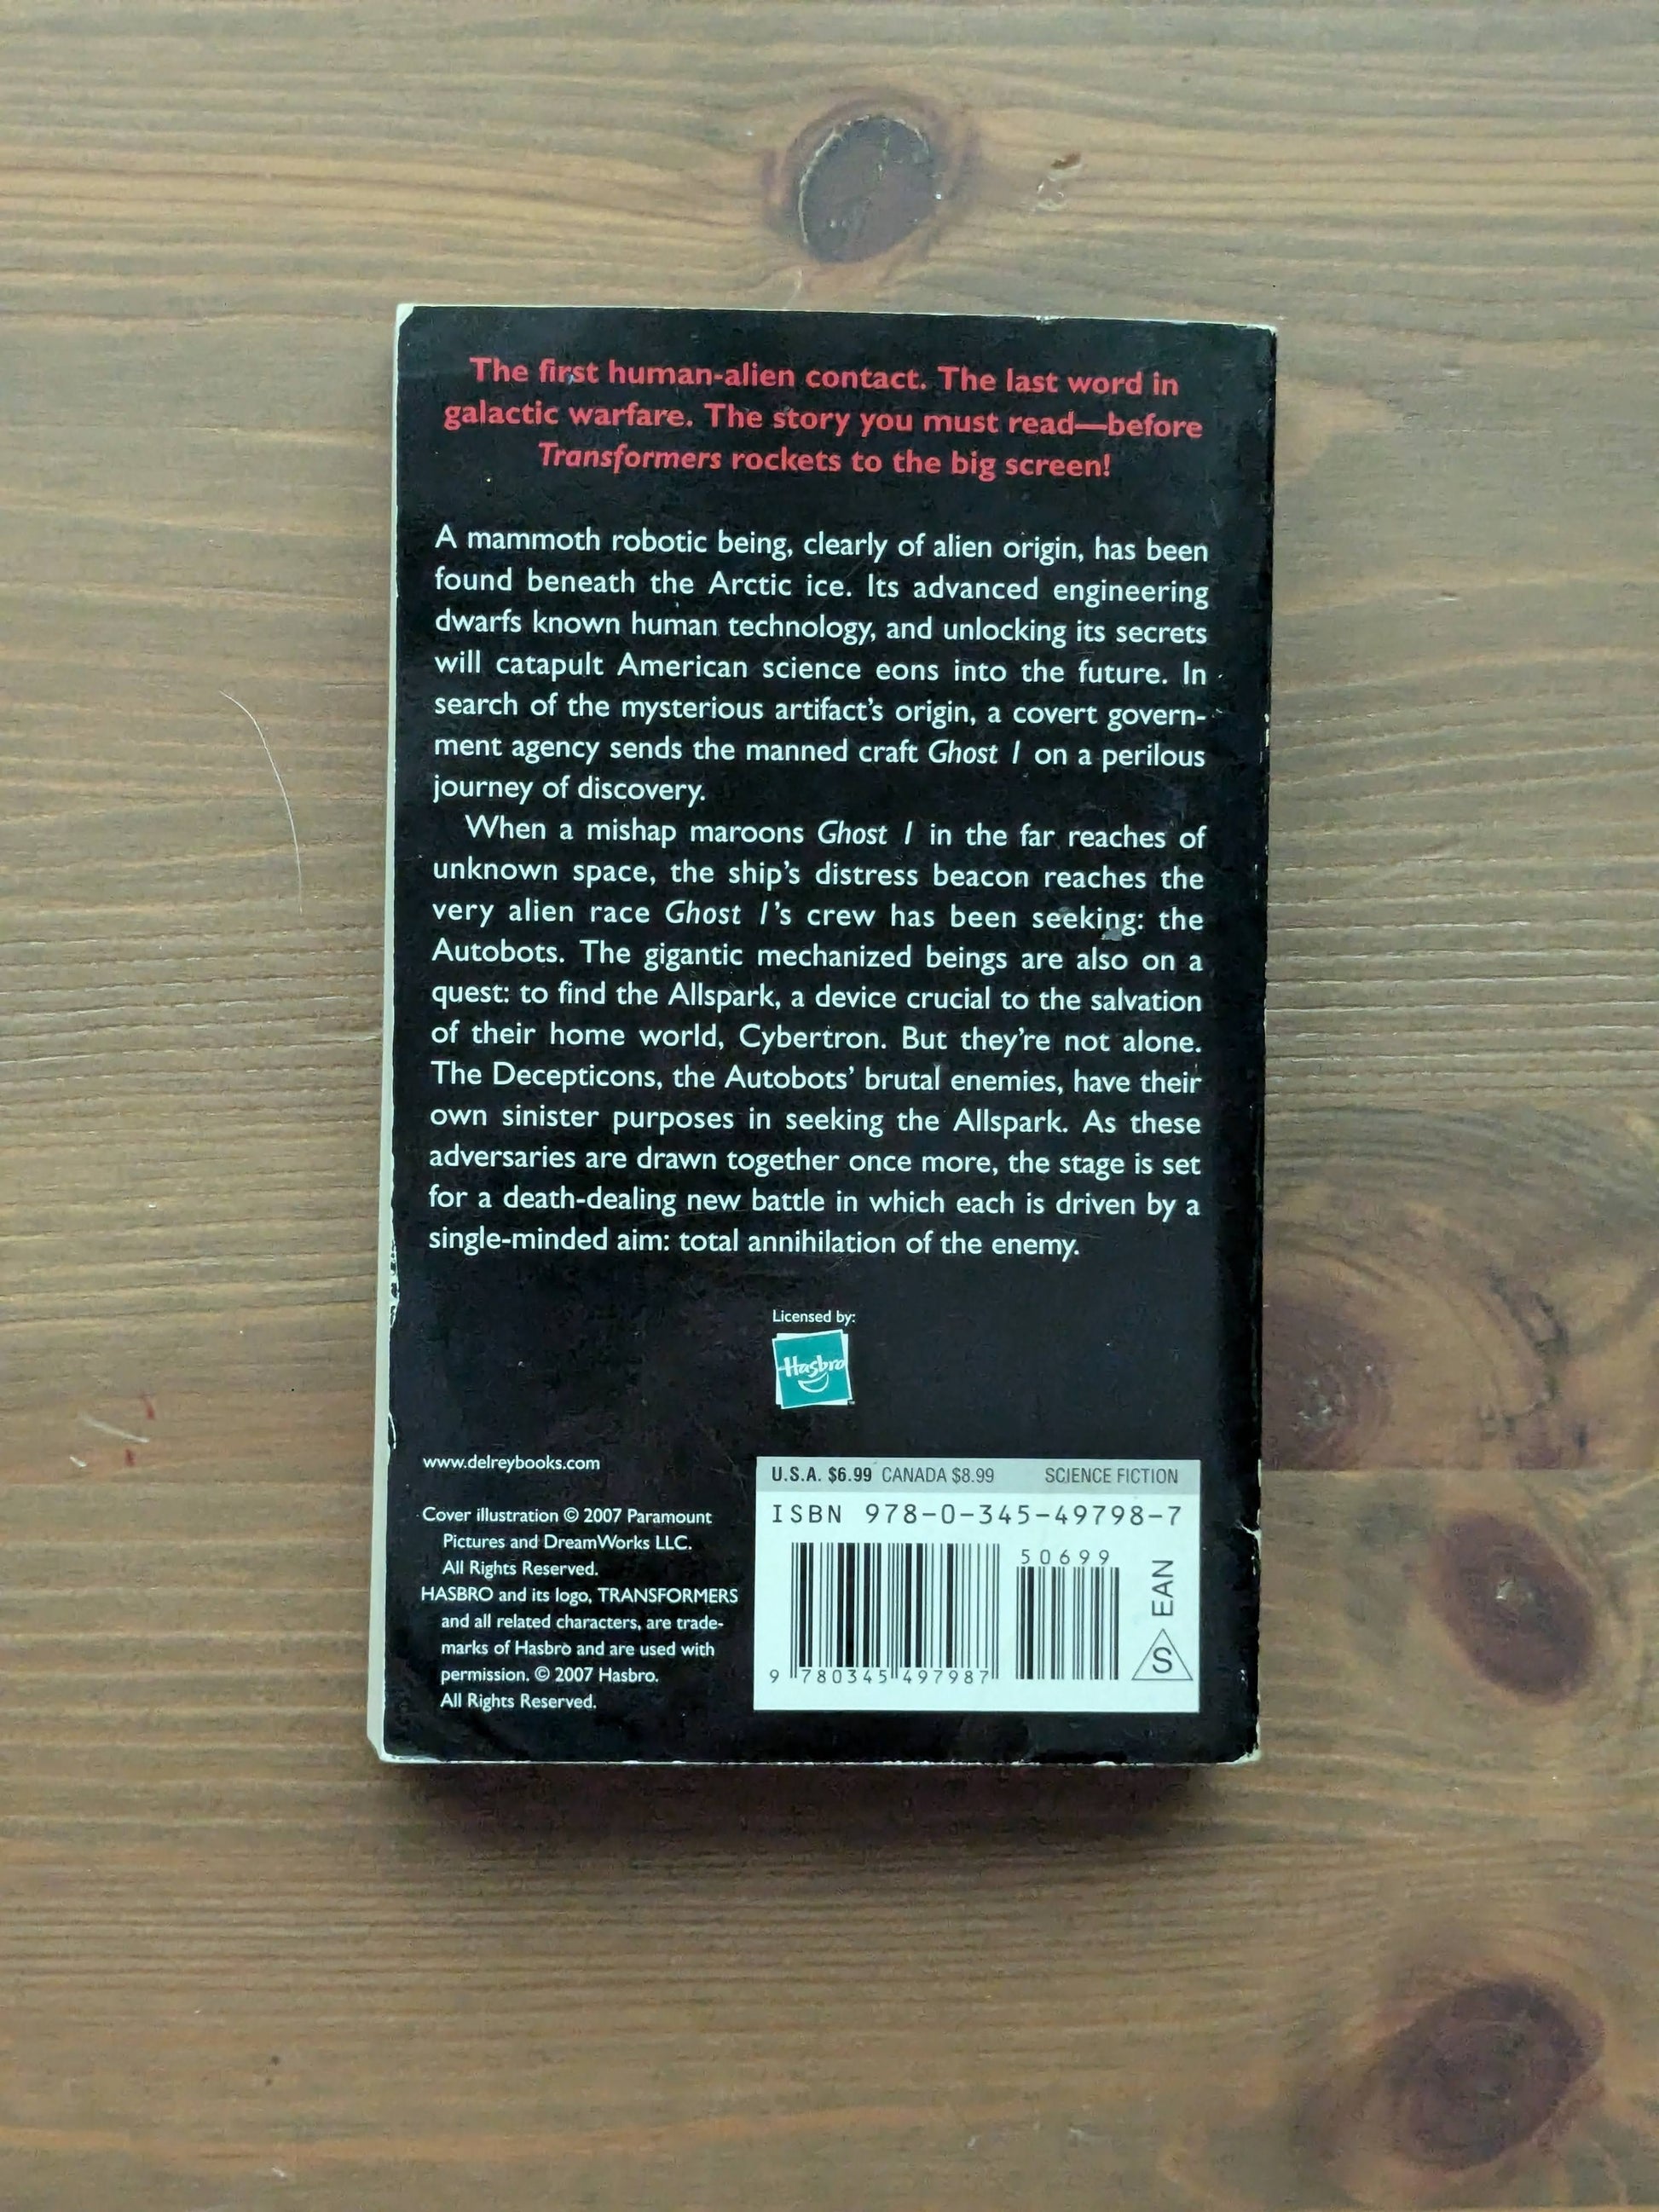 The first human-alien contact. The last word in
galactic warfare. The story you must read—before
Transformers rockets to the big screen!
A mammoth robotic being, clearly of alien origin, has been
found beneath the Arctic ice. Its advanced engineering
dwarfs known human technology, and unlocking its secrets
will catapult American science eons into the future. In
search of the mysterious artifact's origin, a covert govern-
ment agency sends the manned craft Ghost I on a perilous
journey of discovery.
When a mishap maroons Ghost I in the far reaches of
unknown space, the ship's distress beacon reaches the
very alien race Ghost I's crew has been seeking: the
Autobots. The gigantic mechanized beings are also on a
quest: to find the Allspark, a device crucial to the salvation
of their home world, Cybertron. But they're not alone.
The Decepticons, the Autobots' brutal enemies, have their
own sinister purposes in seeking the Allspark. As these
adversaries are drawn together once more, the stage is set
for a death-dealing new battle in which each is driven by a
single-minded aim: total annihilation of the enemy.
Licensed by:
Hasbro
www.delreybooks.com
Cover illustration © 2007 Paramount
Pictures and DreamWorks LLC.
All Rights Reserved.
HASBRO and its logo, TRANSFORMERS
and all related characters, are trade-
marks of Hasbro and are used with
permission. © 2007 Hasbro.
All Rights Reserved.
U.S.A. $6.99 CANADA $8.99 SCIENCE FICTION
ISBN 978-0-345-49798-7
50699
9 780345 497987
EAN
S